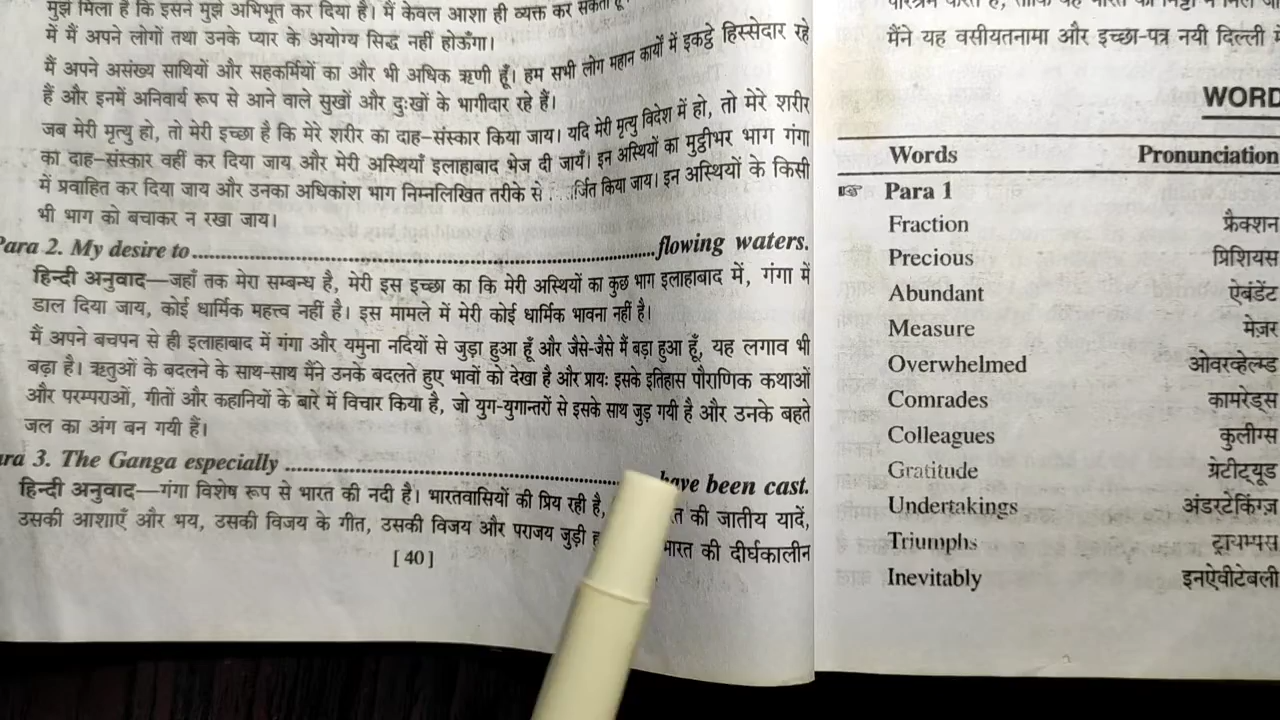 मुझे मिला है कि इसने मुझे अभिभूत कर दिया है। मैं केवल आशा ही व्यक्त कर सकता हूँ
में मैं अपने लोगों तथा उनके प्यार के अयोग्य सिद्ध नहीं होऊँगा।
मैं अपने असंख्य साथियों और सहकर्मियों का और भी अधिक ऋणी हूँ। हम सभी लोग महान कार्यों में इकट्ठे हिस्सेदार रहे
हैं और इनमें अनिवार्य रूप से आने वाले सुखों और दुःखों के भागीदार रहे हैं।
जब मेरी मृत्यु हो, तो मेरी इच्छा है कि मेरे शरीर का दाह-संस्कार किया जाय। यदि मेरी मृत्यु विदेश में हो, तो मेरे शरीर
का दाह-संस्कार वहीं कर दिया जाय और मेरी अस्थियाँ इलाहाबाद भेज दी जायँ। इन अस्थियों का मुट्ठीभर भाग गंगा
में प्रवाहित कर दिया जाय और उनका अधिकांश भाग निम्नलिखित तरीके से किया जाय। इन अस्थियों के किसी
भी भाग को बचाकर न रखा जाय।
Para 2. My desire to ........ flowing waters.
हिन्दी अनुवाद—जहाँ तक मेरा सम्बन्ध है, मेरी इस इच्छा का कि मेरी अस्थियों का कुछ भाग इलाहाबाद में, गंगा में
डाल दिया जाय, कोई धार्मिक महत्त्व नहीं है। इस मामले में मेरी कोई धार्मिक भावना नहीं है।
मैं अपने बचपन से ही इलाहाबाद में गंगा और यमुना नदियों से जुड़ा हुआ हूँ और जैसे-जैसे मैं बड़ा हुआ हूँ, यह लगाव भी
बढ़ा है। ऋतुओं के बदलने के साथ-साथ मैंने उनके बदलते हुए भावों को देखा है और प्रायः इसके इतिहास पौराणिक कथाओं
और परम्पराओं, गीतों और कहानियों के बारे में विचार किया है, जो युग-युगान्तरों से इसके साथ जुड़ गयी है और उनके बहते
जल का अंग बन गयी हैं।
ara 3. The Ganga especially ........ have been cast.
हिन्दी अनुवाद—गंगा विशेष रूप से भारत की नदी है। भारतवासियों की प्रिय रही है, की जातीय यादें,
उसकी आशाएँ और भय, उसकी विजय के गीत, उसकी विजय और पराजय जुड़ी भारत की दीर्घकालीन
[ 40 ]
मैंने यह वसीयतनामा और इच्छा-पत्र नयी दिल्ली में
WORD
Words Pronunciation
☞ Para 1
Fraction फ्रैक्शन
Precious प्रिशियस
Abundant ऐबंडेंट
Measure मेज़र
Overwhelmed ओवरव्हेल्म्ड
Comrades कामरेड्स
Colleagues कुलीग्स
Gratitude ग्रेटीट्यूड
Undertakings अंडरटेकिंग्ज़
Triumphs ट्रायम्पस
Inevitably इनऐवीटेबली